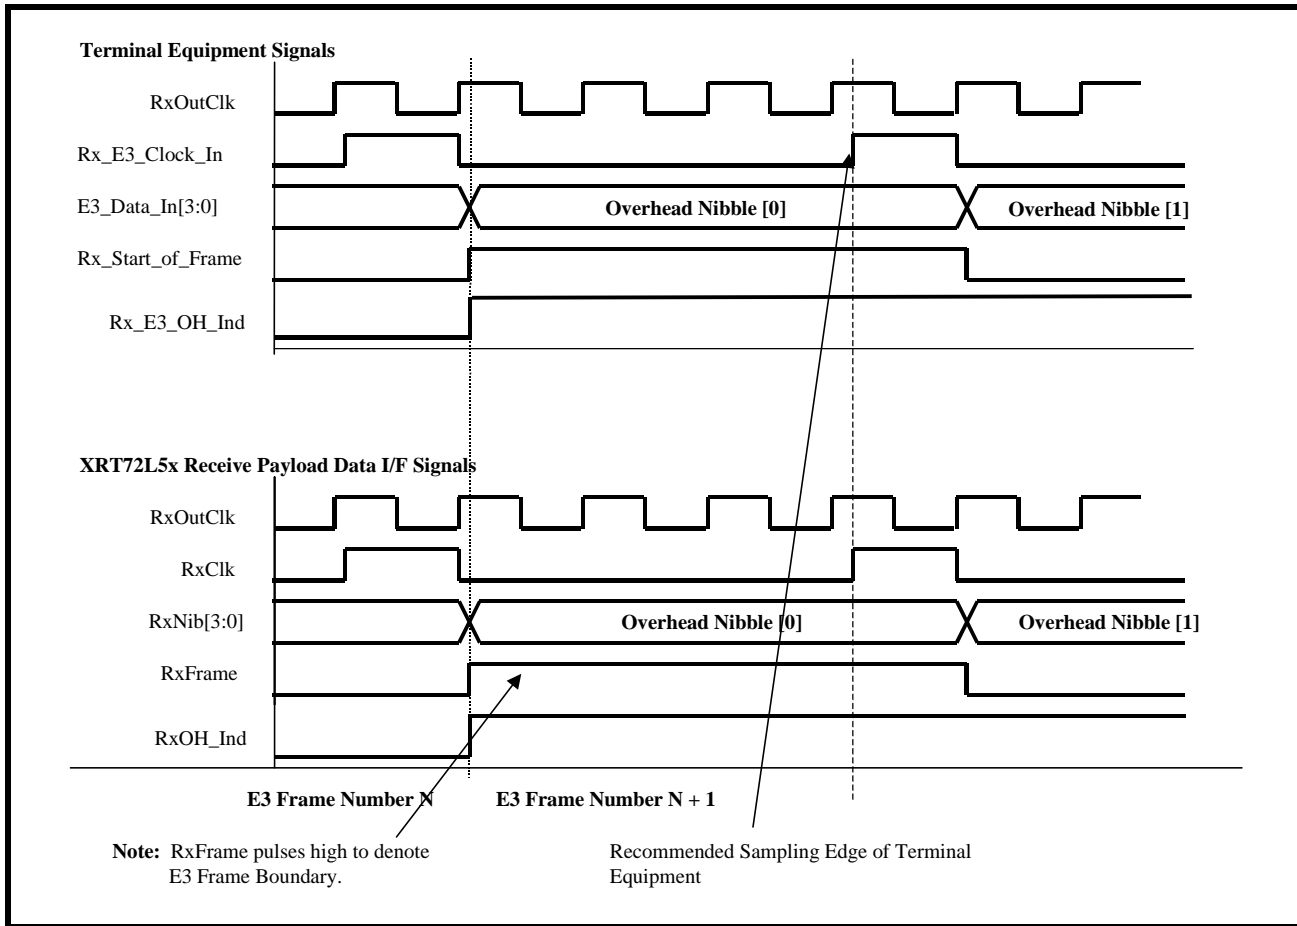 Terminal Equipment Signals
RxOutClk
Rx_E3_Clock_In
E3_Data_In[3:0]
Overhead Nibble [0]
Overhead Nibble [1]
Rx_Start_of_Frame
Rx_E3_OH_Ind
XRT72L5x Receive Payload Data I/F Signals
RxOutClk
RxClk
RxNib[3:0]
Overhead Nibble [0]
Overhead Nibble [1]
RxFrame
RxOH_Ind
E3 Frame Number N
E3 Frame Number N + 1
Note: RxFrame pulses high to denote
E3 Frame Boundary.
Recommended Sampling Edge of Terminal
Equipment